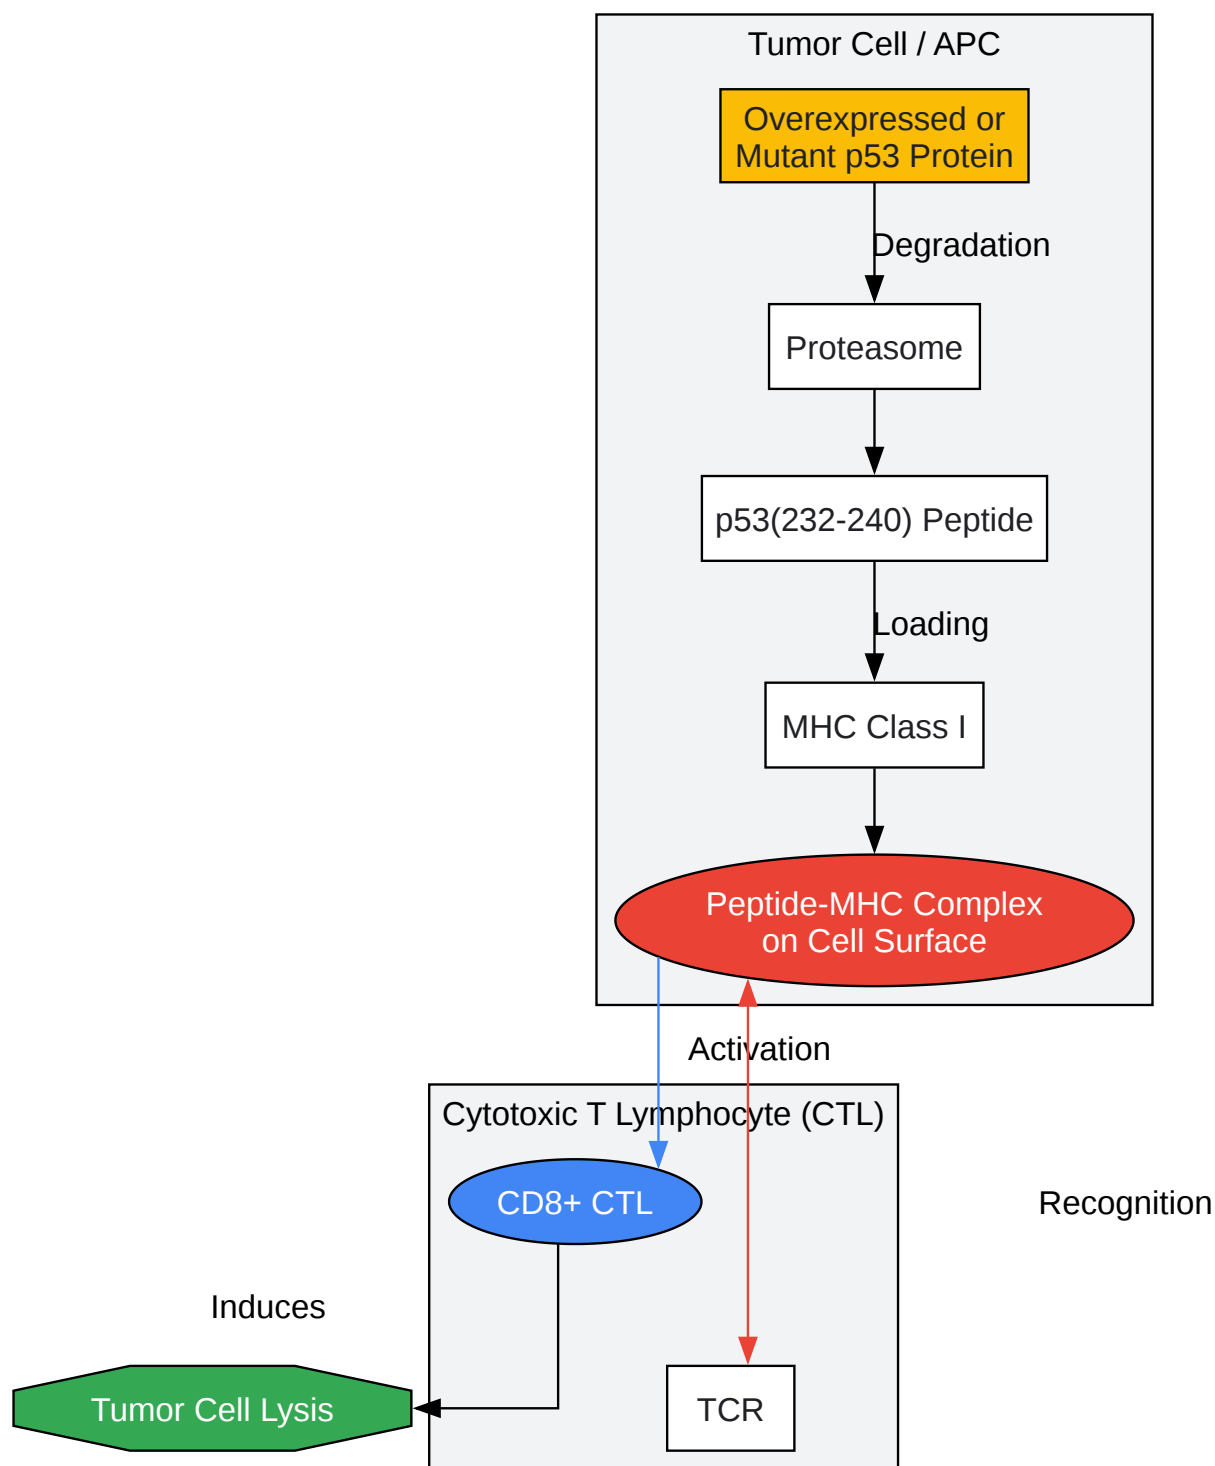 Tumor Cell / APC
Overexpressed or
Mutant p53 Protein
Degradation
Proteasome
p53(232-240) Peptide
Loading
MHC Class I
Peptide-MHC Complex
on Cell Surface
Activation
Cytotoxic T Lymphocyte (CTL)
CD8+ CTL
Recognition
Induces
Tumor Cell Lysis
TCR